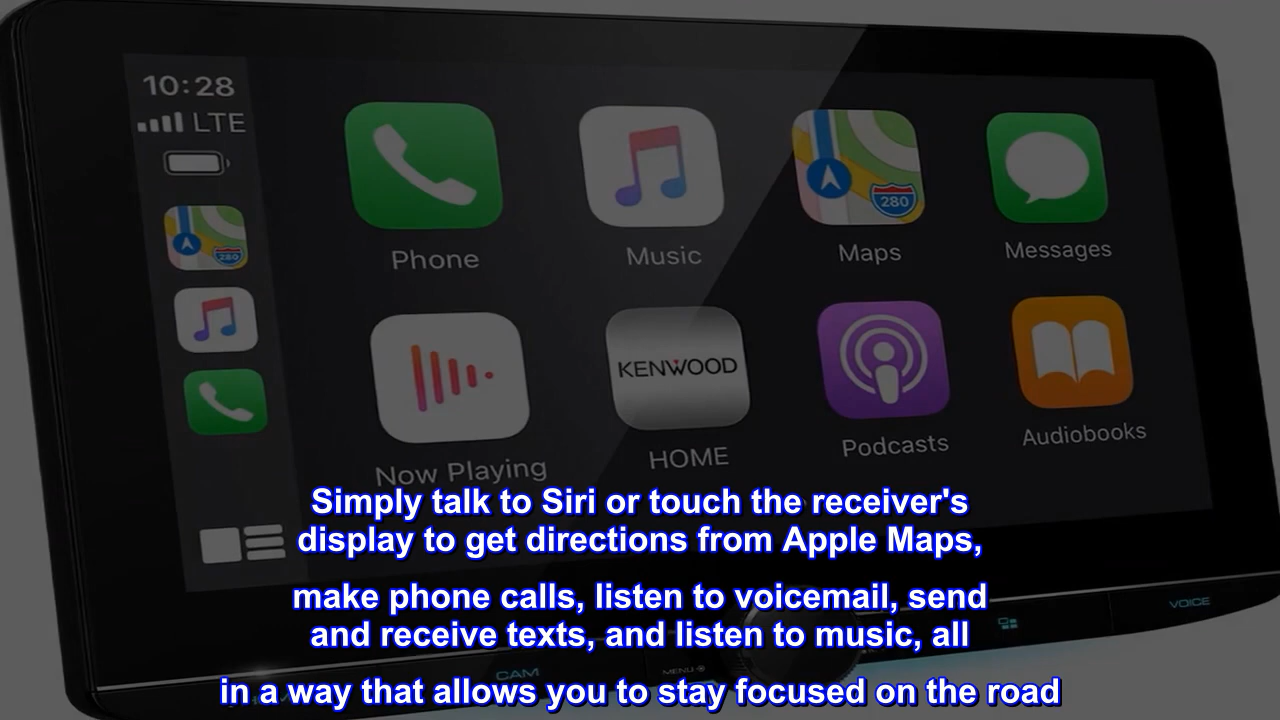 10:28
LTE
280
280
Phone
Music
Maps
Messages
KENWOOD
Now Playing
HOME
Podcasts
Audiobooks
Simply talk to Siri or touch the receiver's
display to get directions from Apple Maps,
make phone calls, listen to voicemail, send
and receive texts, and listen to music, all
in a way that allows you to stay focused on the road
CAM
MENU
VOICE